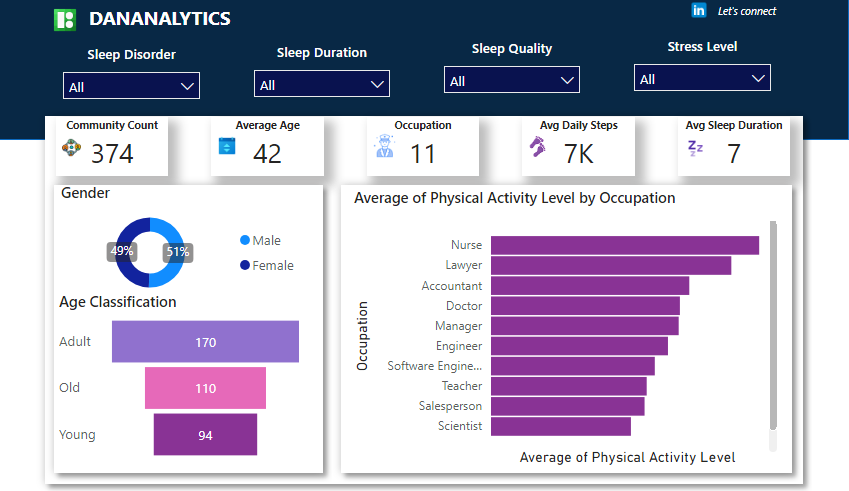 DANANALYTICS
Let's connect
Sleep Disorder
Sleep Duration
Sleep Quality
Stress Level
All
All
All
All
Community Count
374
Average Age
42
Occupation
11
Avg Daily Steps
7K
Avg Sleep Duration
7
Gender
49%
51%
Male
Female
Age Classification
Adult
170
Old
110
Young
94
Average of Physical Activity Level by Occupation
Occupation
Nurse
Lawyer
Accountant
Doctor
Manager
Engineer
Software Engine...
Teacher
Salesperson
Scientist
Average of Physical Activity Level